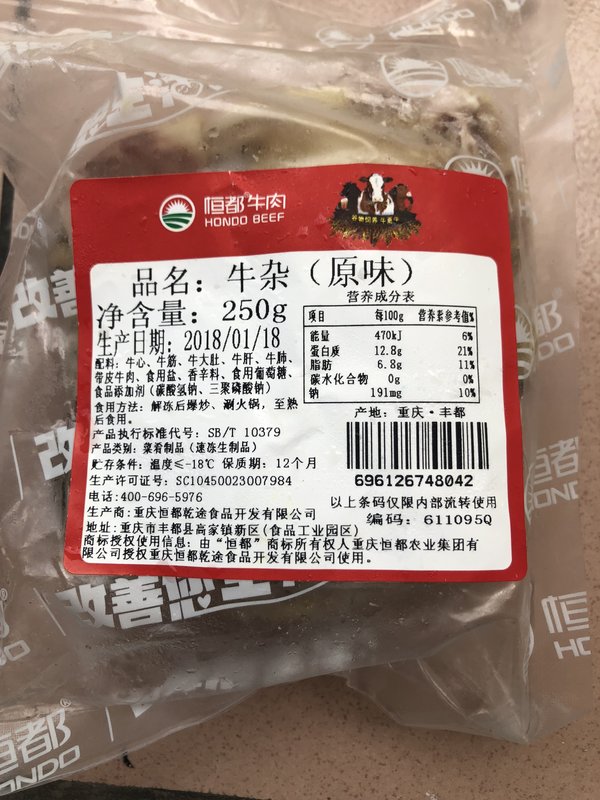 恒都牛肉
HONDO BEEF
品名：牛杂（原味）
净含量：250g
生产日期：2018/01/18
配料：牛心、牛筋、牛大肚、牛肝、牛肺、
带皮牛肉、食用盐、香辛料、食用葡萄糖、
食品添加剂（碳酸氢钠、三聚磷酸钠）
食用方法：解冻后爆炒、涮火锅，至熟
后食用。
产品执行标准代号：SB/T 10379
产品类别：菜肴制品（速冻生制品）
贮存条件：温度≤-18℃ 保质期：12个月
生产许可证号：SC10450023007984
电话:400-696-5976
生产商:重庆恒都乾途食品开发有限公司
地址:重庆市丰都县高家镇新区(食品工业园区)
商标授权使用信息：由“恒都”商标所有权人重庆恒都农业集团有
限公司授权重庆恒都乾途食品开发有限公司使用。
营养成分表
项目 每100g 营养素参考值%
能量 470kJ 6%
蛋白质 12.8g 21%
脂肪 6.8g 11%
碳水化合物 0g 0%
钠 191mg 10%
产地：重庆·丰都
696126748042
以上条码仅限内部流转使用
编码：611095Q
改善
改善您生
恒都
HONDO
恒
HO
恒都
HONDO